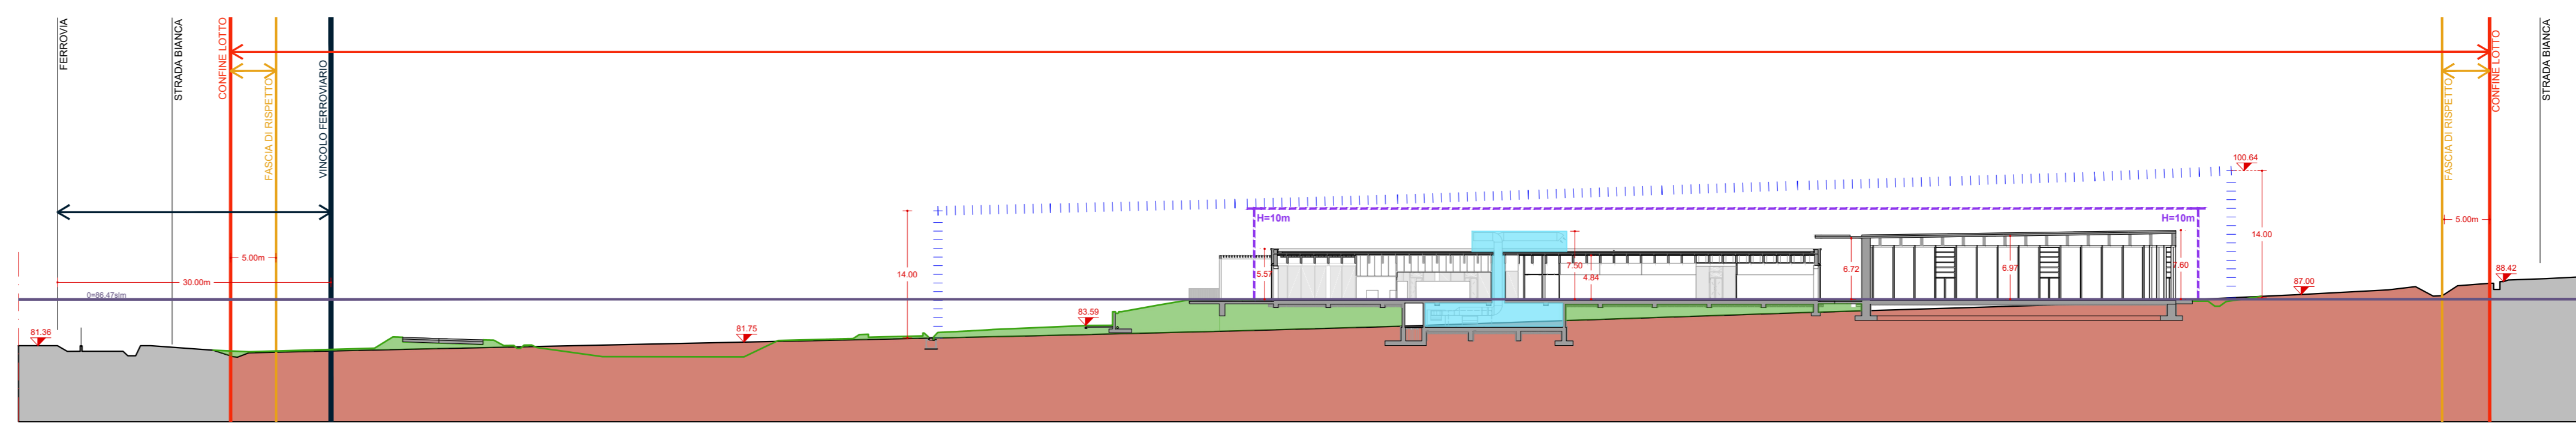 FERROVIA
STRADA BIANCA
CONFINE LOTTO
FASCIA DI RISPETTO
VINCOLO FERROVIARIO
FASCIA DI RISPETTO
CONFINE LOTTO
STRADA BIANCA
100.64
H=10m
H=10m
5.00m
14.00
5.00m
30.00m
14.00
5.57
7.50
4.84
6.72
6.97
7.60
88.42
87.00
0=86.47slm
81.36
81.75
83.59